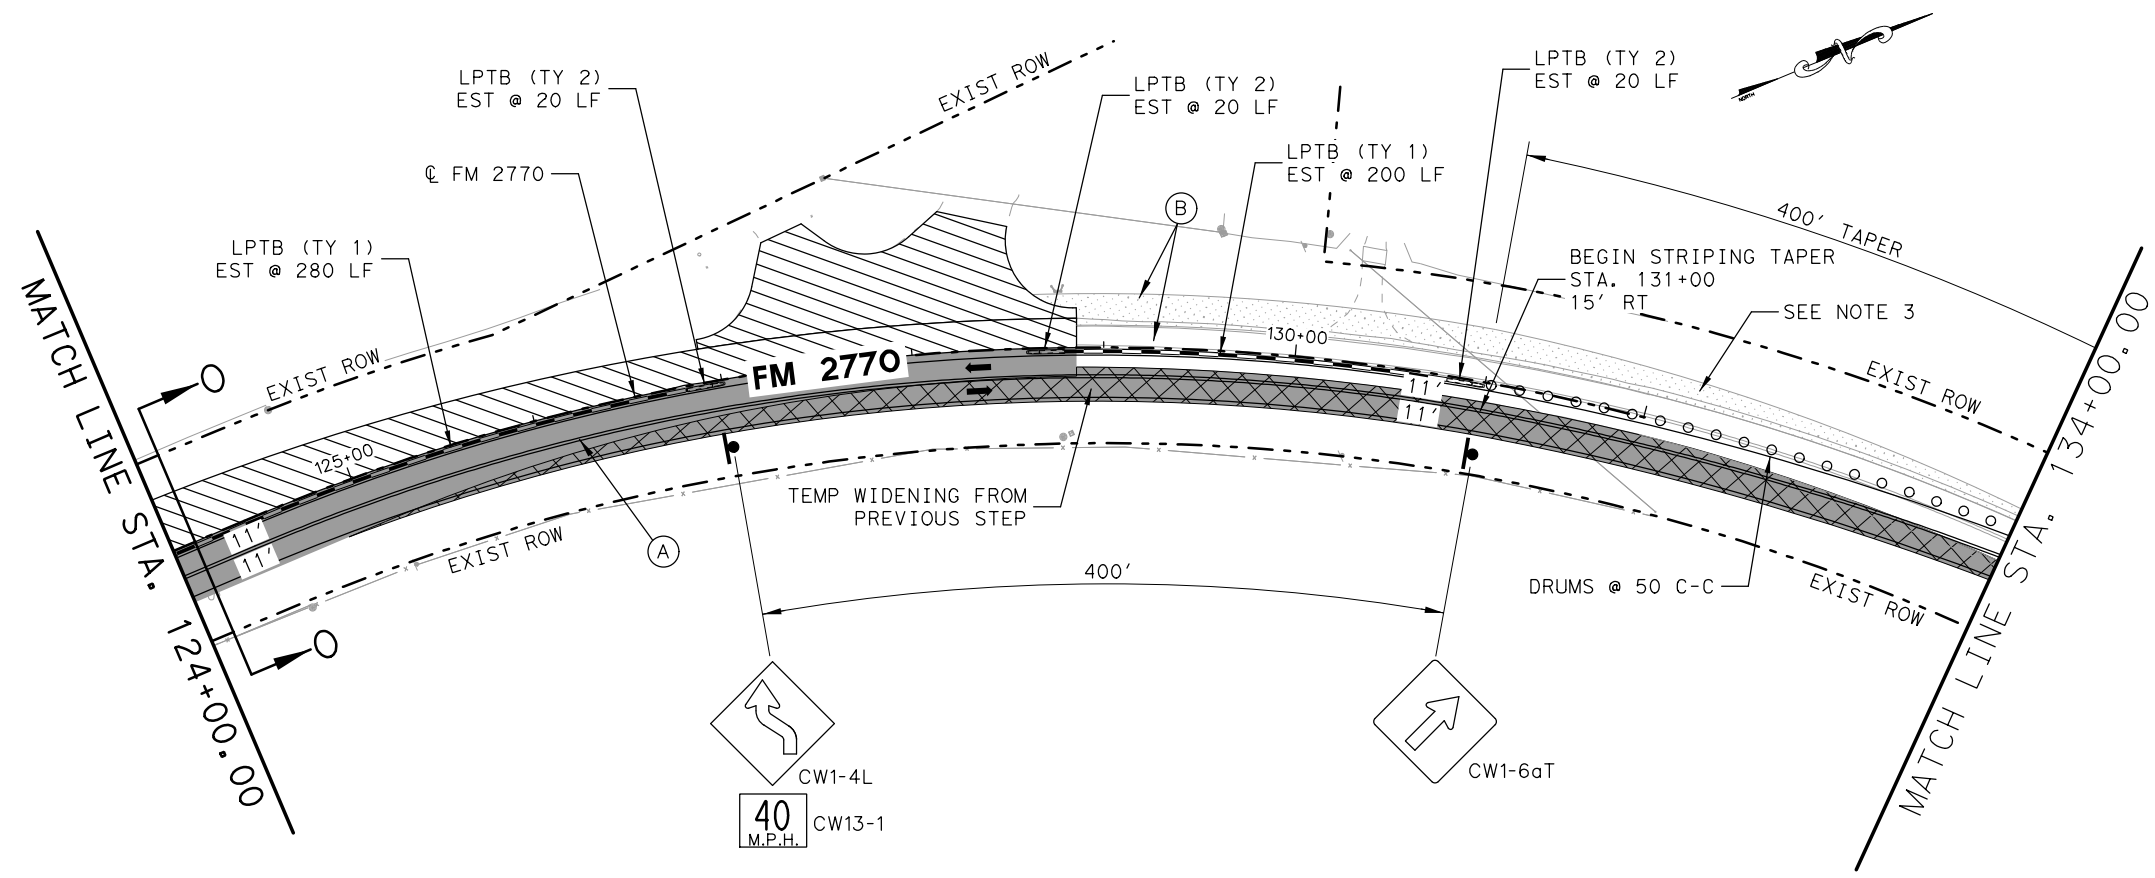 LPTB (TY 2)
EST @ 20 LF
EXIST ROW
LPTB (TY 2)
EST @ 20 LF
LPTB (TY 2)
EST @ 20 LF
NORTH
℄ FM 2770
LPTB (TY 1)
EST @ 200 LF
B
400' TAPER
LPTB (TY 1)
EST @ 280 LF
BEGIN STRIPING TAPER
STA. 131+00
15' RT
SEE NOTE 3
MATCH LINE STA. 124+00.00
O
EXIST ROW
125+00
FM 2770
130+00
11'
11'
EXIST ROW
MATCH LINE STA. 134+00.00
11'
11'
TEMP WIDENING FROM
PREVIOUS STEP
EXIST ROW
A
400'
DRUMS @ 50 C-C
EXIST ROW
O
CW1-4L
40
M.P.H.
CW13-1
CW1-6aT